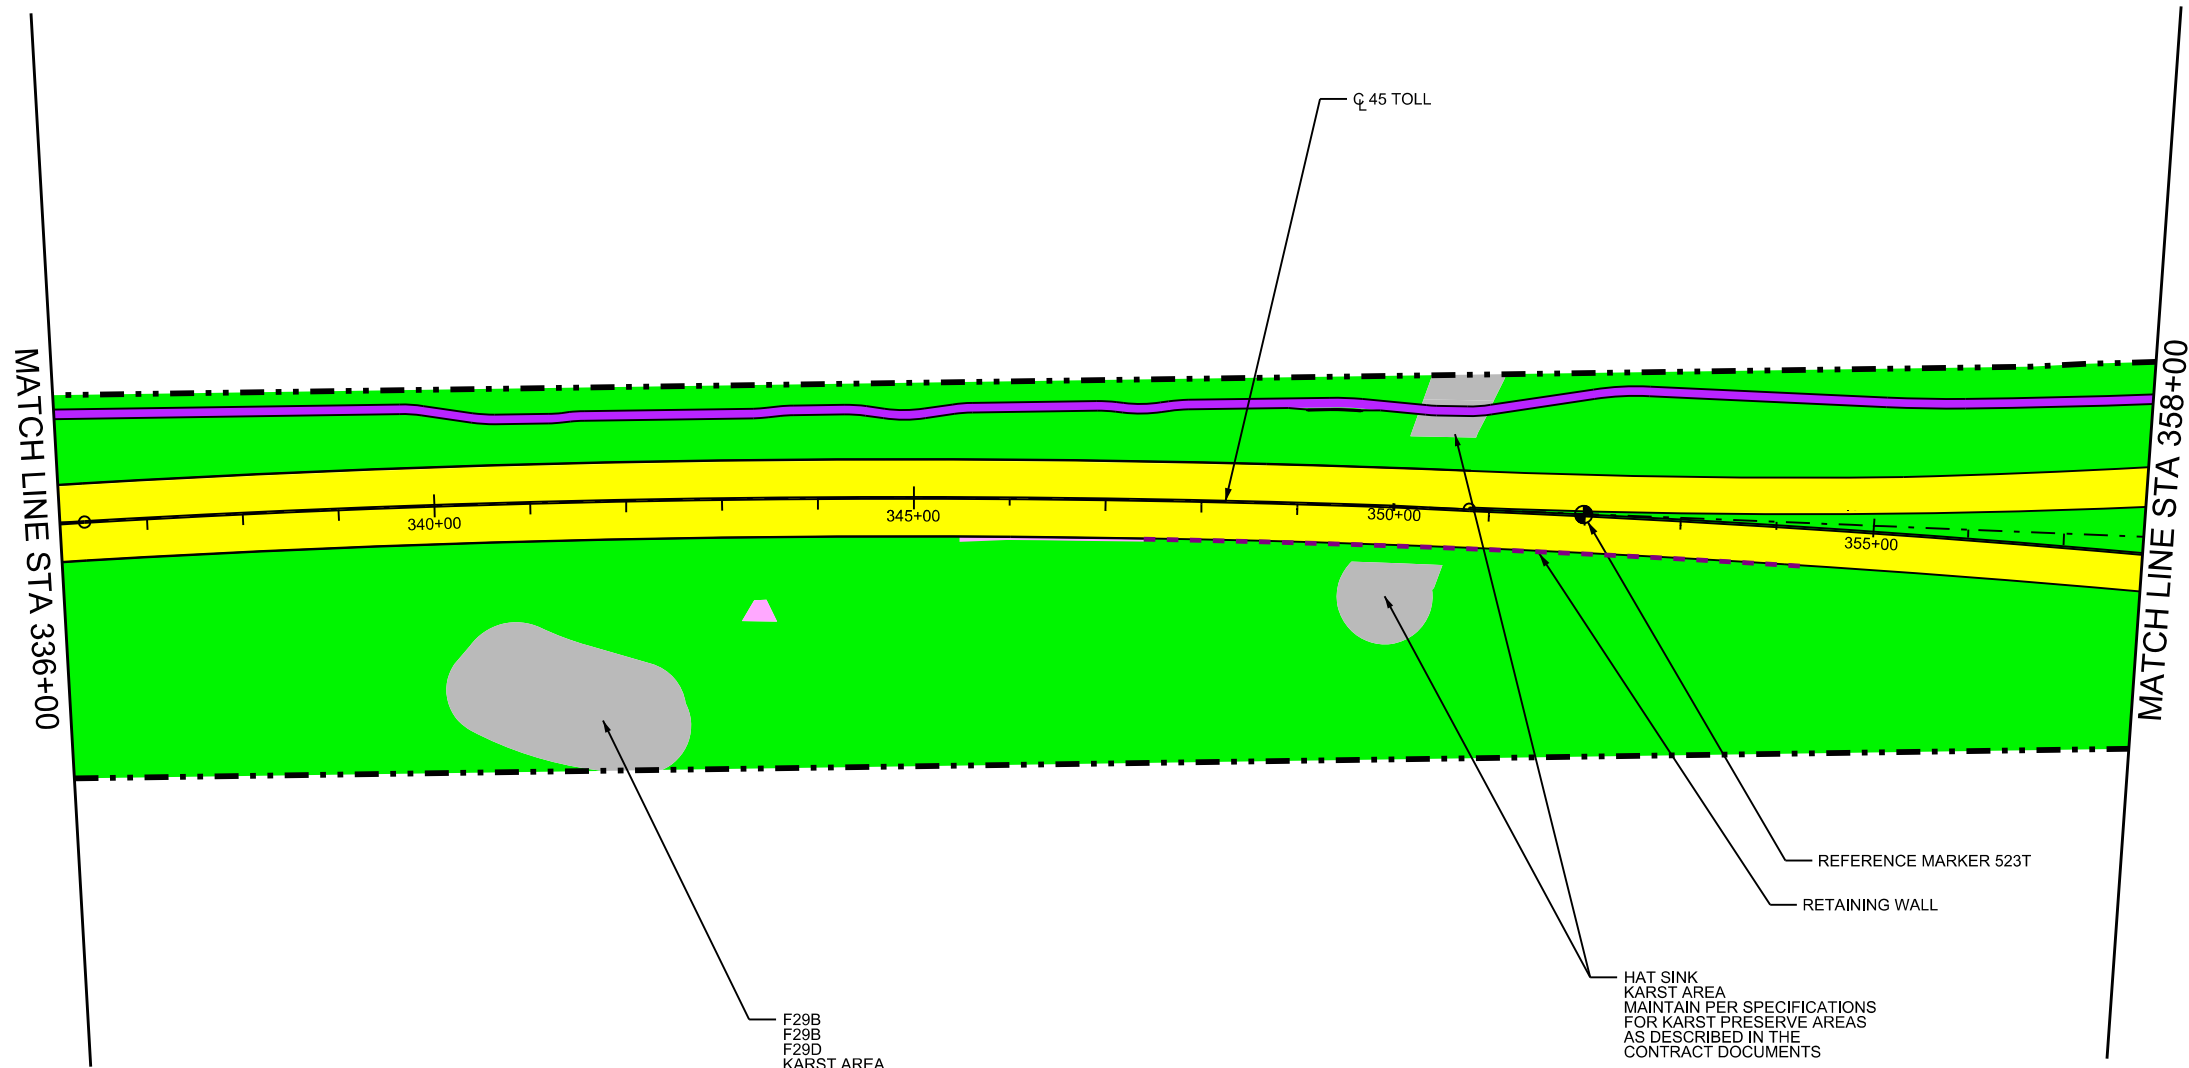 ℄ 45 TOLL
MATCH LINE STA 336+00
MATCH LINE STA 358+00
340+00
345+00
350+00
355+00
REFERENCE MARKER 523T
RETAINING WALL
HAT SINK
KARST AREA
MAINTAIN PER SPECIFICATIONS
FOR KARST PRESERVE AREAS
AS DESCRIBED IN THE
CONTRACT DOCUMENTS
F29B
F29B
F29D
KARST AREA